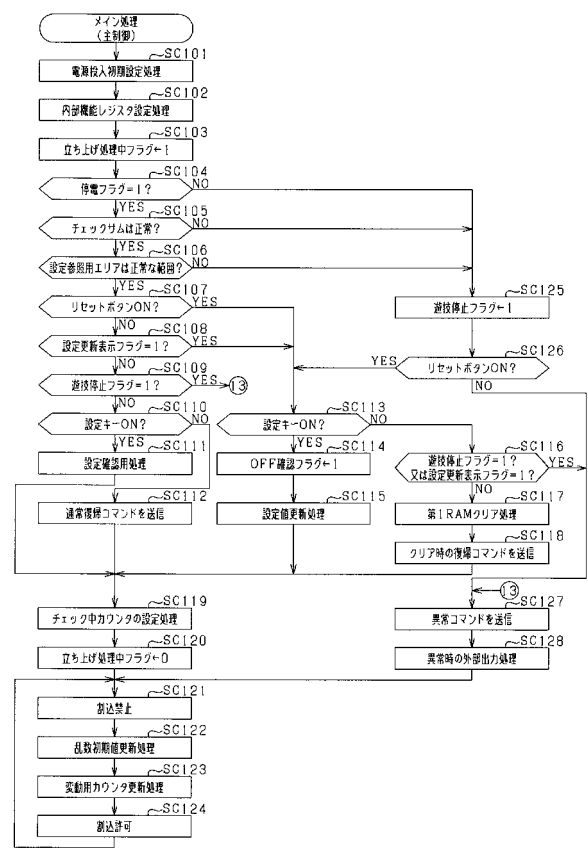 メイン処理
(主制御)
SC101
電源投入初期設定処理
SC102
内部機能レジスタ設定処理
SC103
立ち上げ処理中フラグ←1
SC104
停電フラグ=1?
NO
YES
SC105
チェックサムは正常?
NO
YES
SC106
設定参照用エリアは正常な範囲?
NO
YES
SC107
リセットボタンON?
YES
NO
SC108
設定更新表示フラグ=1?
YES
NO
SC109
遊技停止フラグ=1?
YES
13
NO
SC110
設定キーON?
NO
YES
SC111
設定確認用処理
SC112
通常復帰コマンドを送信
SC113
設定キーON?
NO
YES
SC114
OFF確認フラグ←1
SC115
設定値更新処理
SC125
遊技停止フラグ←1
SC126
YES
リセットボタンON?
NO
SC116
遊技停止フラグ=1?
又は設定更新表示フラグ=1?
YES
NO
SC117
第1RAMクリア処理
SC118
クリア時の復帰コマンドを送信
SC119
チェック中カウンタの設定処理
SC120
立ち上げ処理中フラグ←0
13
SC127
異常コマンドを送信
SC128
異常時の外部出力処理
SC121
割込禁止
SC122
乱数初期値更新処理
SC123
変動用カウンタ更新処理
SC124
割込許可